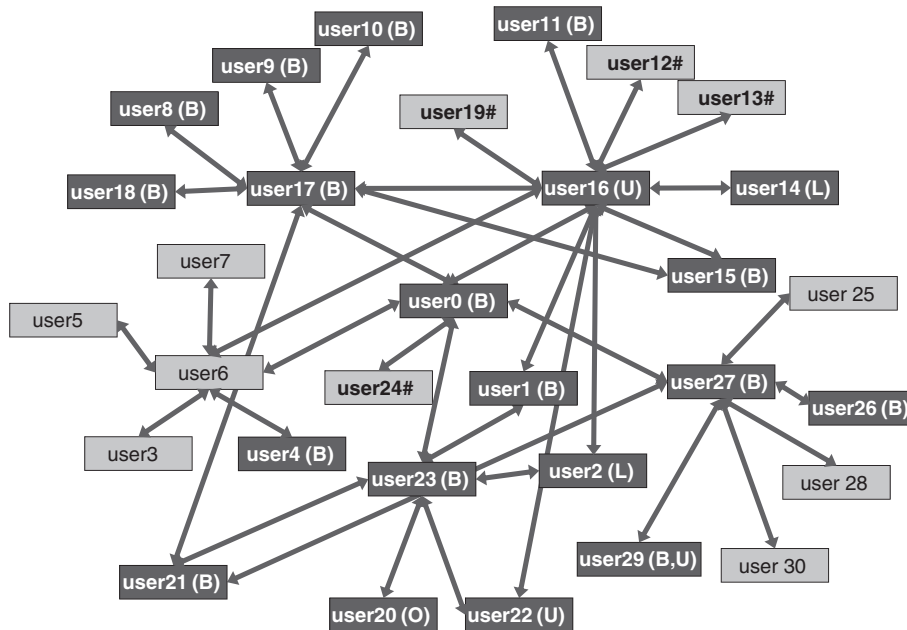 user10 (B)
user11 (B)
user9 (B)
user12#
user13#
user8 (B)
user19#
user18 (B)
user17 (B)
user16 (U)
user14 (L)
user7
user15 (B)
user 25
user0 (B)
user5
user6
user24#
user1 (B)
user27 (B)
user26 (B)
user3
user4 (B)
user23 (B)
user2 (L)
user 28
user29 (B,U)
user 30
user21 (B)
user20 (O)
user22 (U)